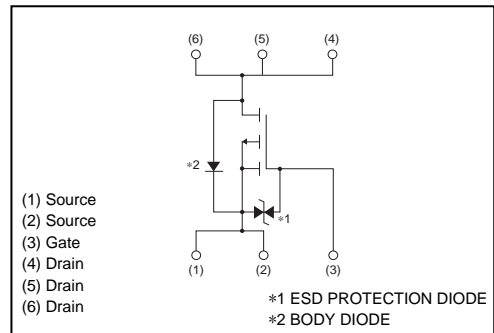 (6) (5) (4)
∗2
∗1
(1) Source
(2) Source
(3) Gate
(4) Drain
(5) Drain
(6) Drain
(1) (2) (3)
∗1 ESD PROTECTION DIODE
∗2 BODY DIODE